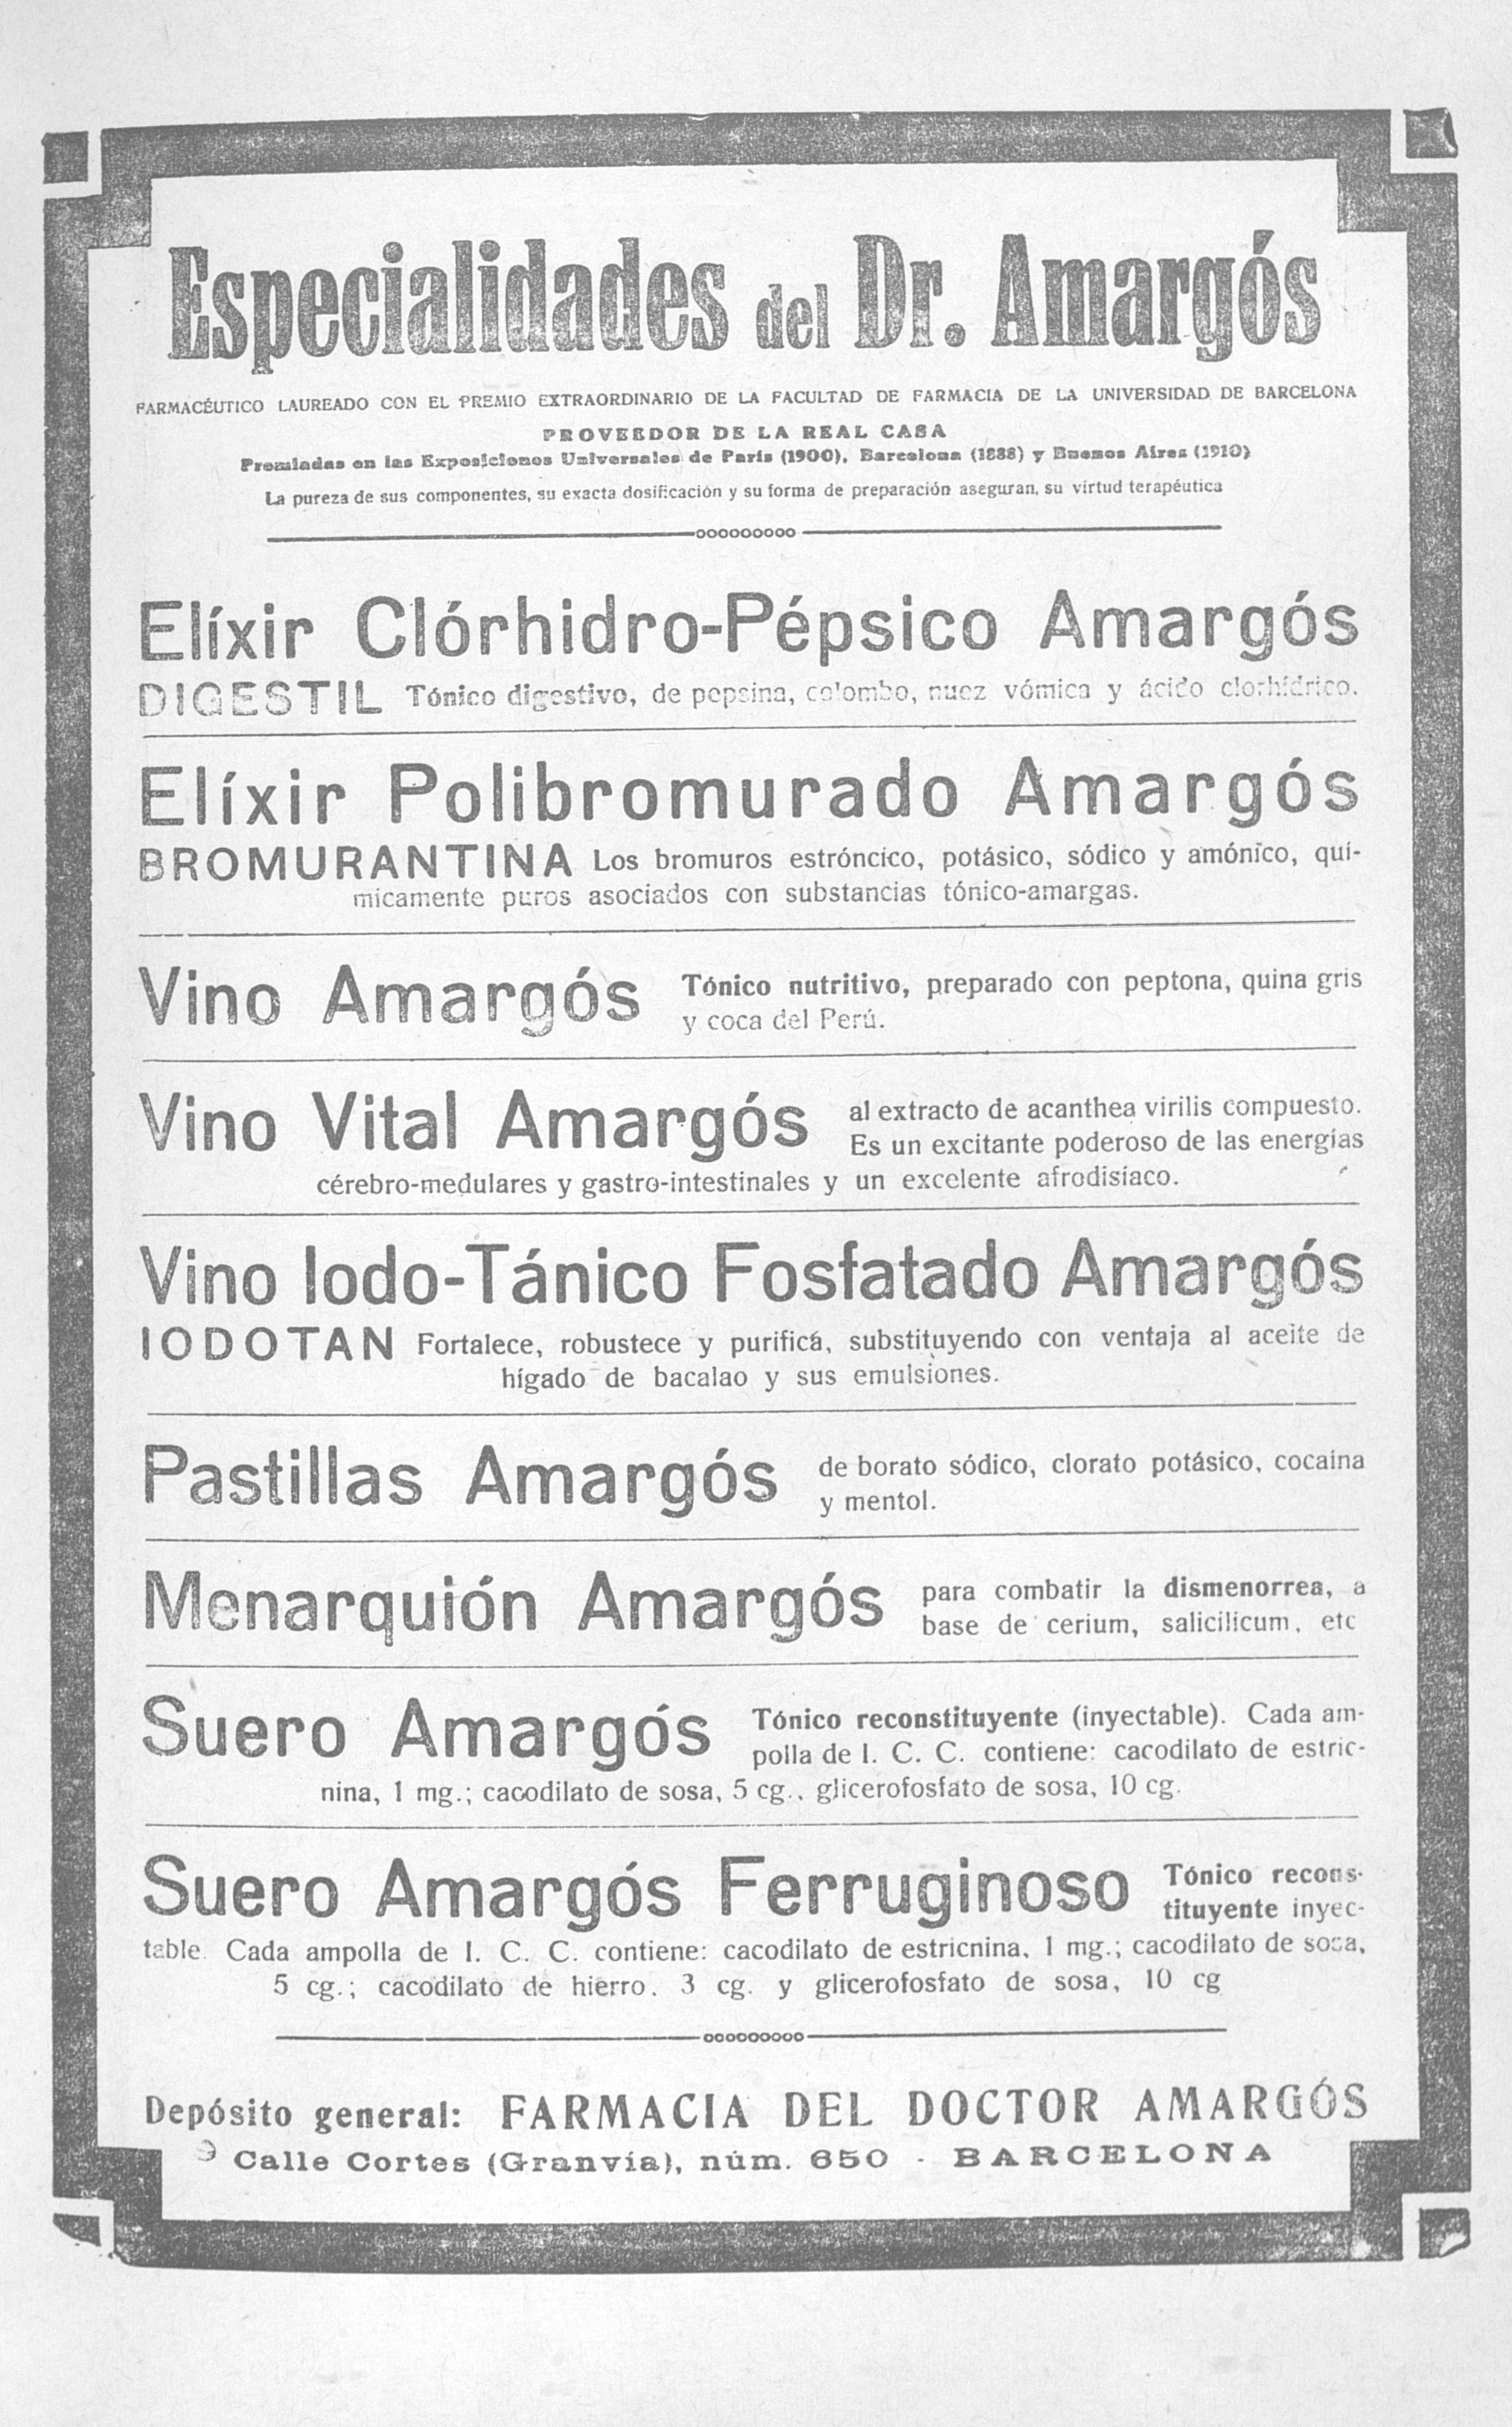 Especialidades del Dr. Amargós
FARMACÉUTICO LAUREADO CON EL PREMIO EXTRAORDINARIO DE LA FACULTAD DE FARMACIA DE LA UNIVERSIDAD DE BARCELONA
PROVEEDOR DE LA REAL CASA
Premiadas en las Exposiciones Universales de París (1900), Barcelona (1888) y Buenos Aires (1910)
La pureza de sus componentes, su exacta dosificación y su forma de preparación aseguran, su virtud terapéutica
Elíxir Clórhidro-Pépsico Amargós
DIGESTIL Tónico digestivo, de pepsina, colombo, nuez vómica y ácido clorhídrico.
Elíxir Polibromurado Amargós
BROMURANTINA Los bromuros estróncico, potásico, sódico y amónico, quí-
micamente puros asociados con substancias tónico-amargas.
Vino Amargós Tónico nutritivo, preparado con peptona, quina gris
y coca del Perú.
Vino Vital Amargós al extracto de acanthea virilis compuesto.
Es un excitante poderoso de las energías
cérebro-medulares y gastro-intestinales y un excelente afrodisíaco.
Vino Iodo-Tánico Fosfatado Amargós
IODOTAN Fortalece, robustece y purificá, substituyendo con ventaja al aceite de
hígado de bacalao y sus emulsiones.
Pastillas Amargós de borato sódico, clorato potásico, cocaína
y mentol.
Menarquión Amargós para combatir la dismenorrea, a
base de cerium, salicilicum, etc
Suero Amargós Tónico reconstituyente (inyectable). Cada am-
polla de I. C. C. contiene: cacodilato de estric-
nina, 1 mg.; cacodilato de sosa, 5 cg., glicerofosfato de sosa, 10 cg.
Suero Amargós Ferruginoso Tónico recons-
tituyente inyec-
table. Cada ampolla de I. C. C. contiene: cacodilato de estricnina, 1 mg.; cacodilato de sosa,
5 cg.; cacodilato de hierro. 3 cg. y glicerofosfato de sosa, 10 cg
Depósito general: FARMACIA DEL DOCTOR AMARGÓS
Calle Cortes (Granvía), núm. 650 - BARCELONA